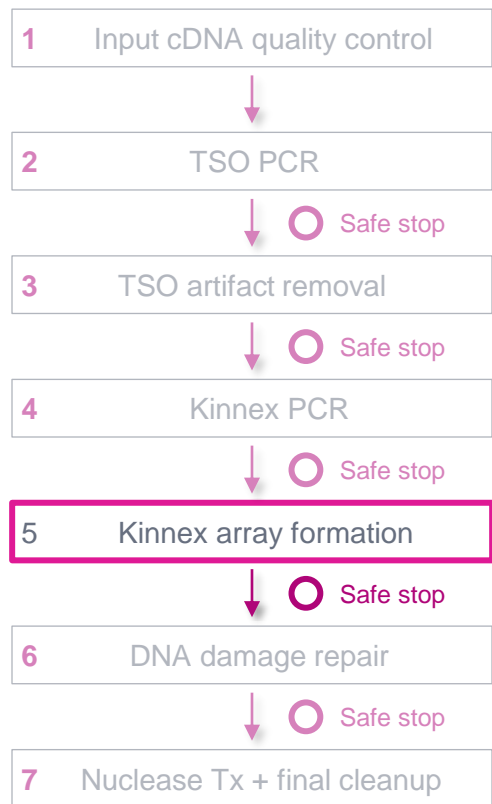 1 Input cDNA quality control
2 TSO PCR
Safe stop
3 TSO artifact removal
Safe stop
4 Kinnex PCR
Safe stop
5 Kinnex array formation
Safe stop
6 DNA damage repair
Safe stop
7 Nuclease Tx + final cleanup